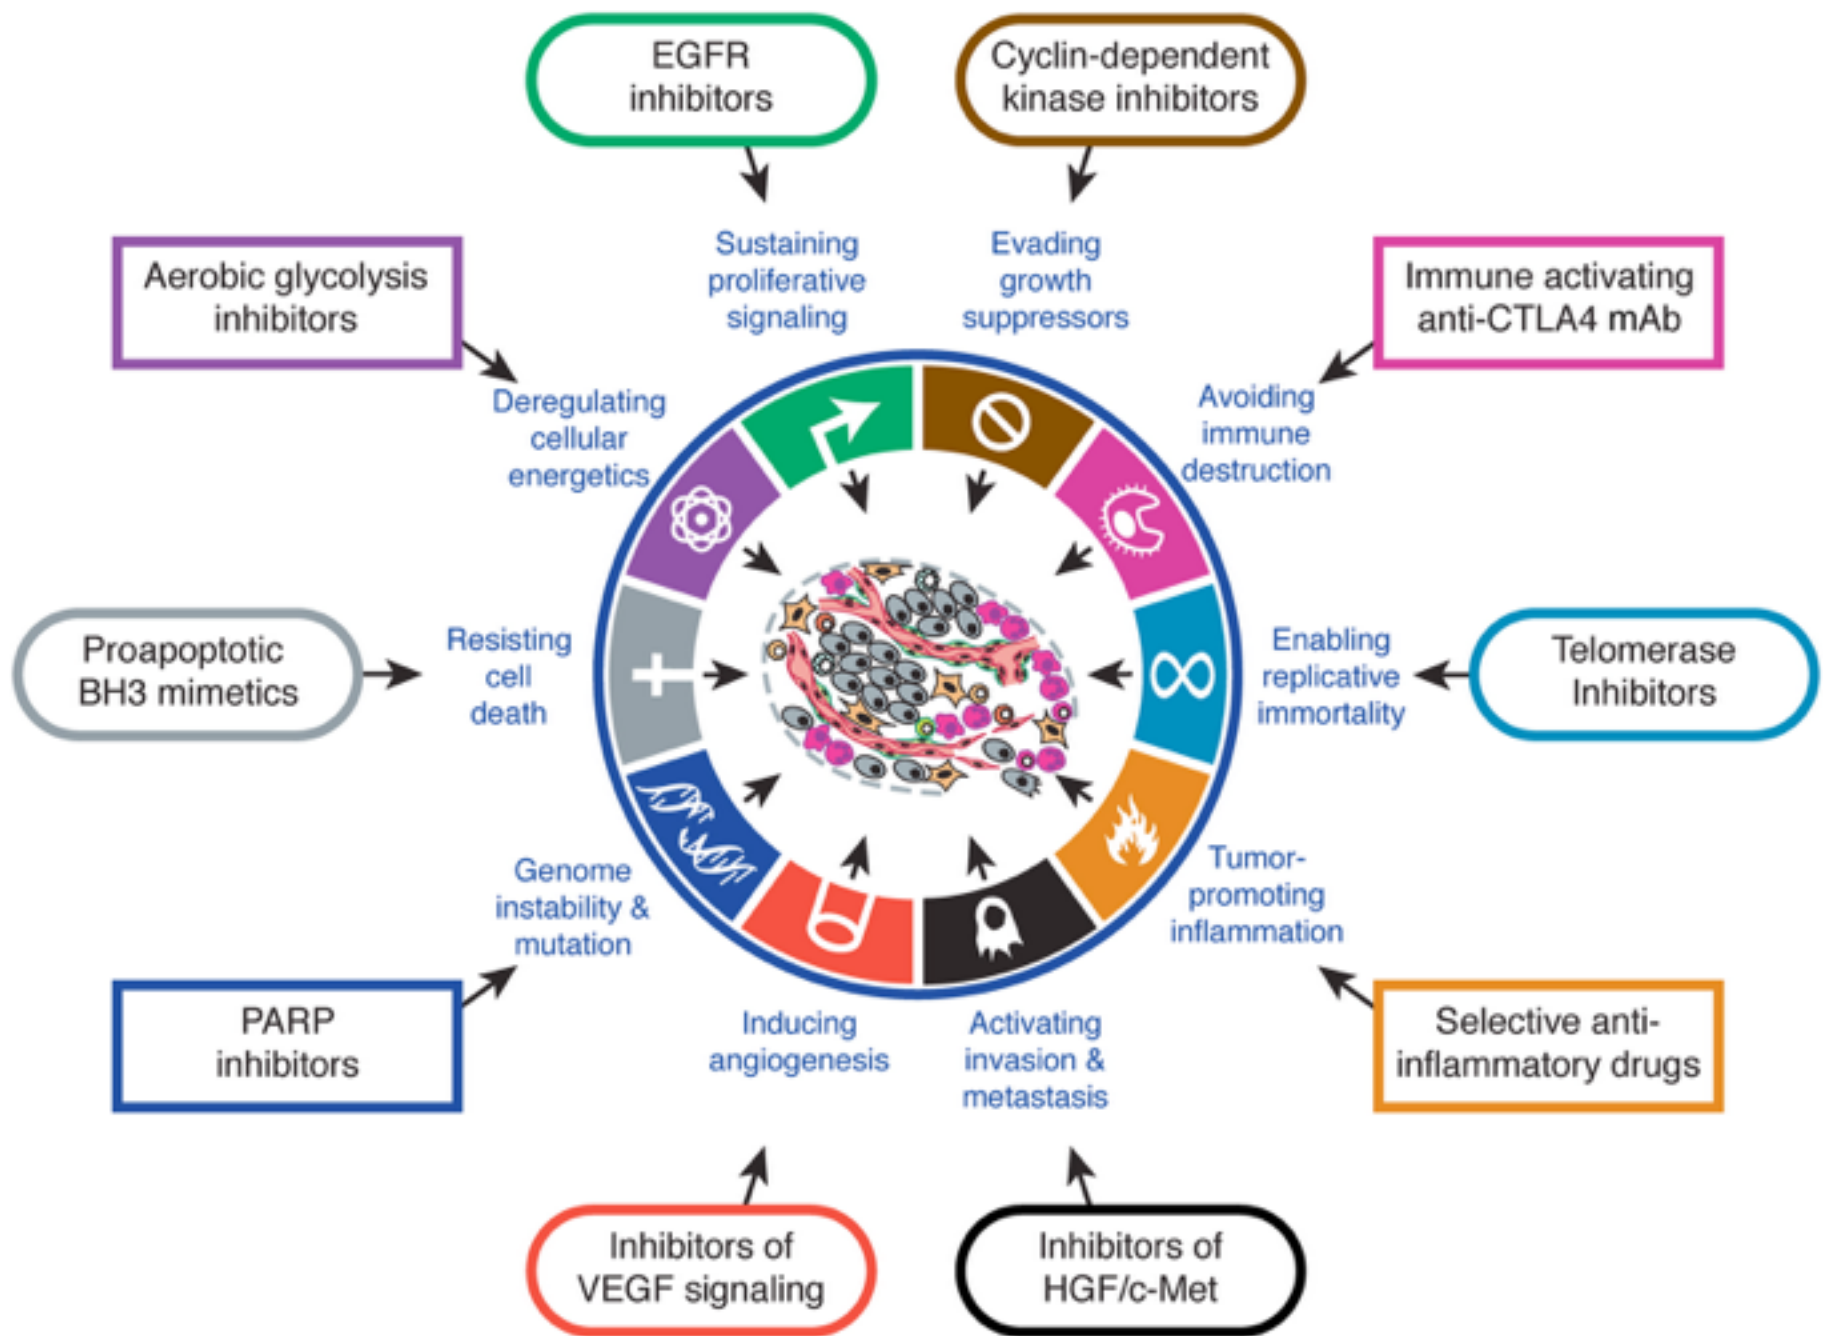 EGFR
inhibitors
Cyclin-dependent
kinase inhibitors
Sustaining
proliferative
signaling
Evading
growth
suppressors
Aerobic glycolysis
inhibitors
Immune activating
anti-CTLA4 mAb
Deregulating
cellular
energetics
Avoiding
immune
destruction
Proapoptotic
BH3 mimetics
Resisting
cell
death
Enabling
replicative
immortality
Telomerase
Inhibitors
Genome
instability &
mutation
Tumor-
promoting
inflammation
PARP
inhibitors
Inducing
angiogenesis
Activating
invasion &
metastasis
Selective anti-
inflammatory drugs
Inhibitors of
VEGF signaling
Inhibitors of
HGF/c-Met